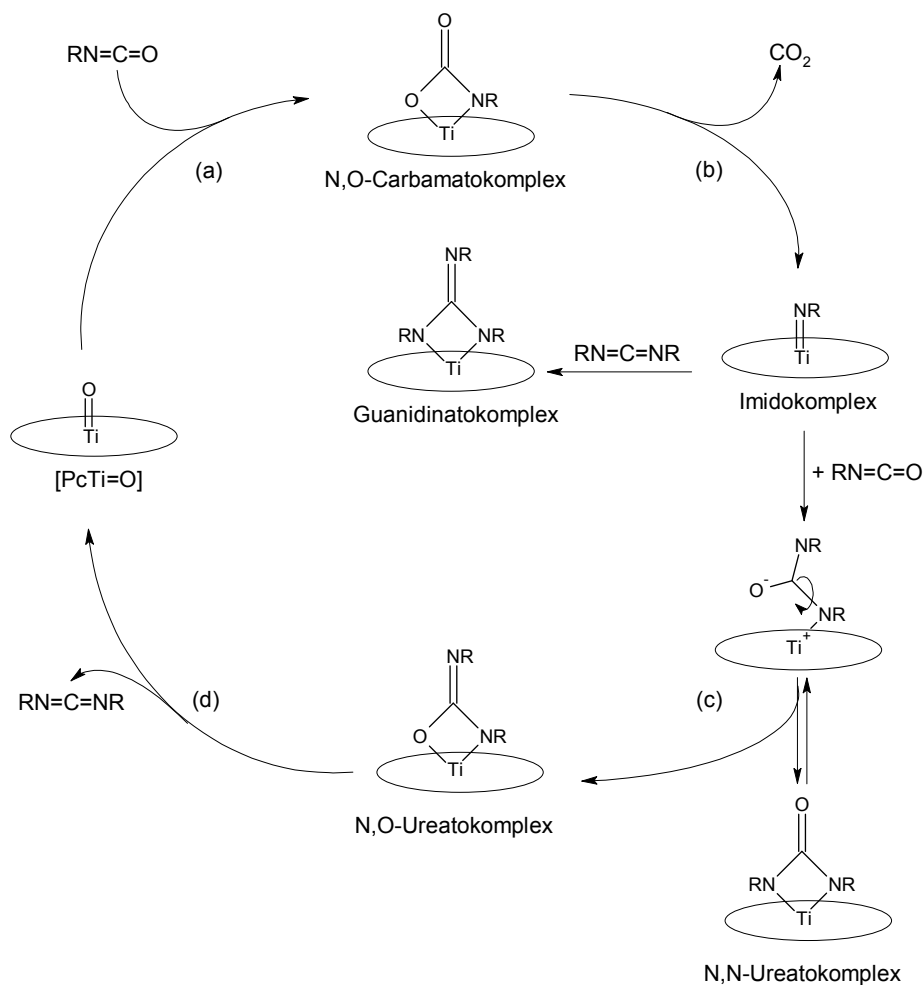 O
RN=C=O
CO2
O
NR
Ti
(a)
N,O-Carbamatokomplex
(b)
NR
RN
NR
Ti
RN=C=NR
Guanidinatokomplex
NR
Ti
Imidokomplex
O
Ti
[PcTi=O]
+ RN=C=O
NR
O-
NR
Ti+
NR
RN=C=NR
(d)
O
NR
Ti
(c)
N,O-Ureatokomplex
O
RN
NR
Ti
N,N-Ureatokomplex